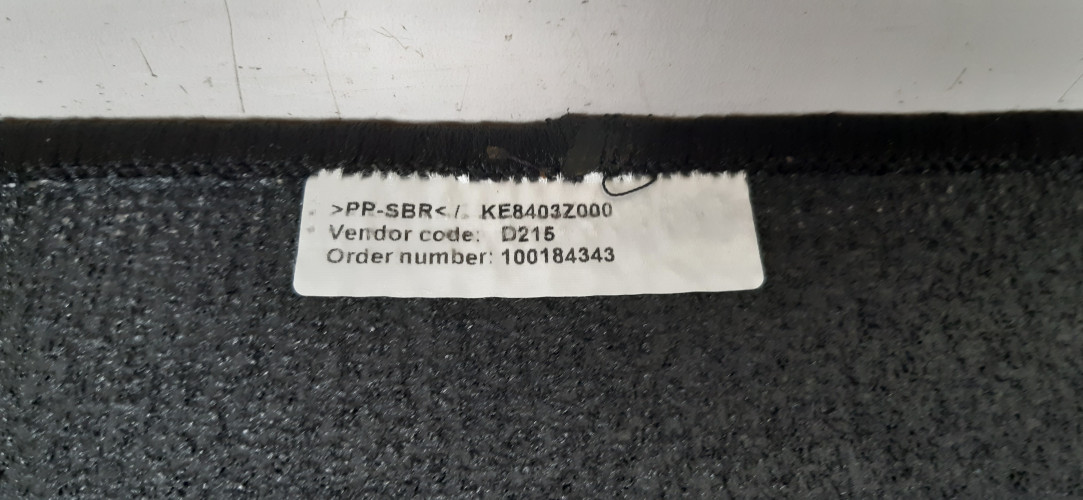 >PP-SBR< / KE8403Z000
Vendor code: D215
Order number: 100184343